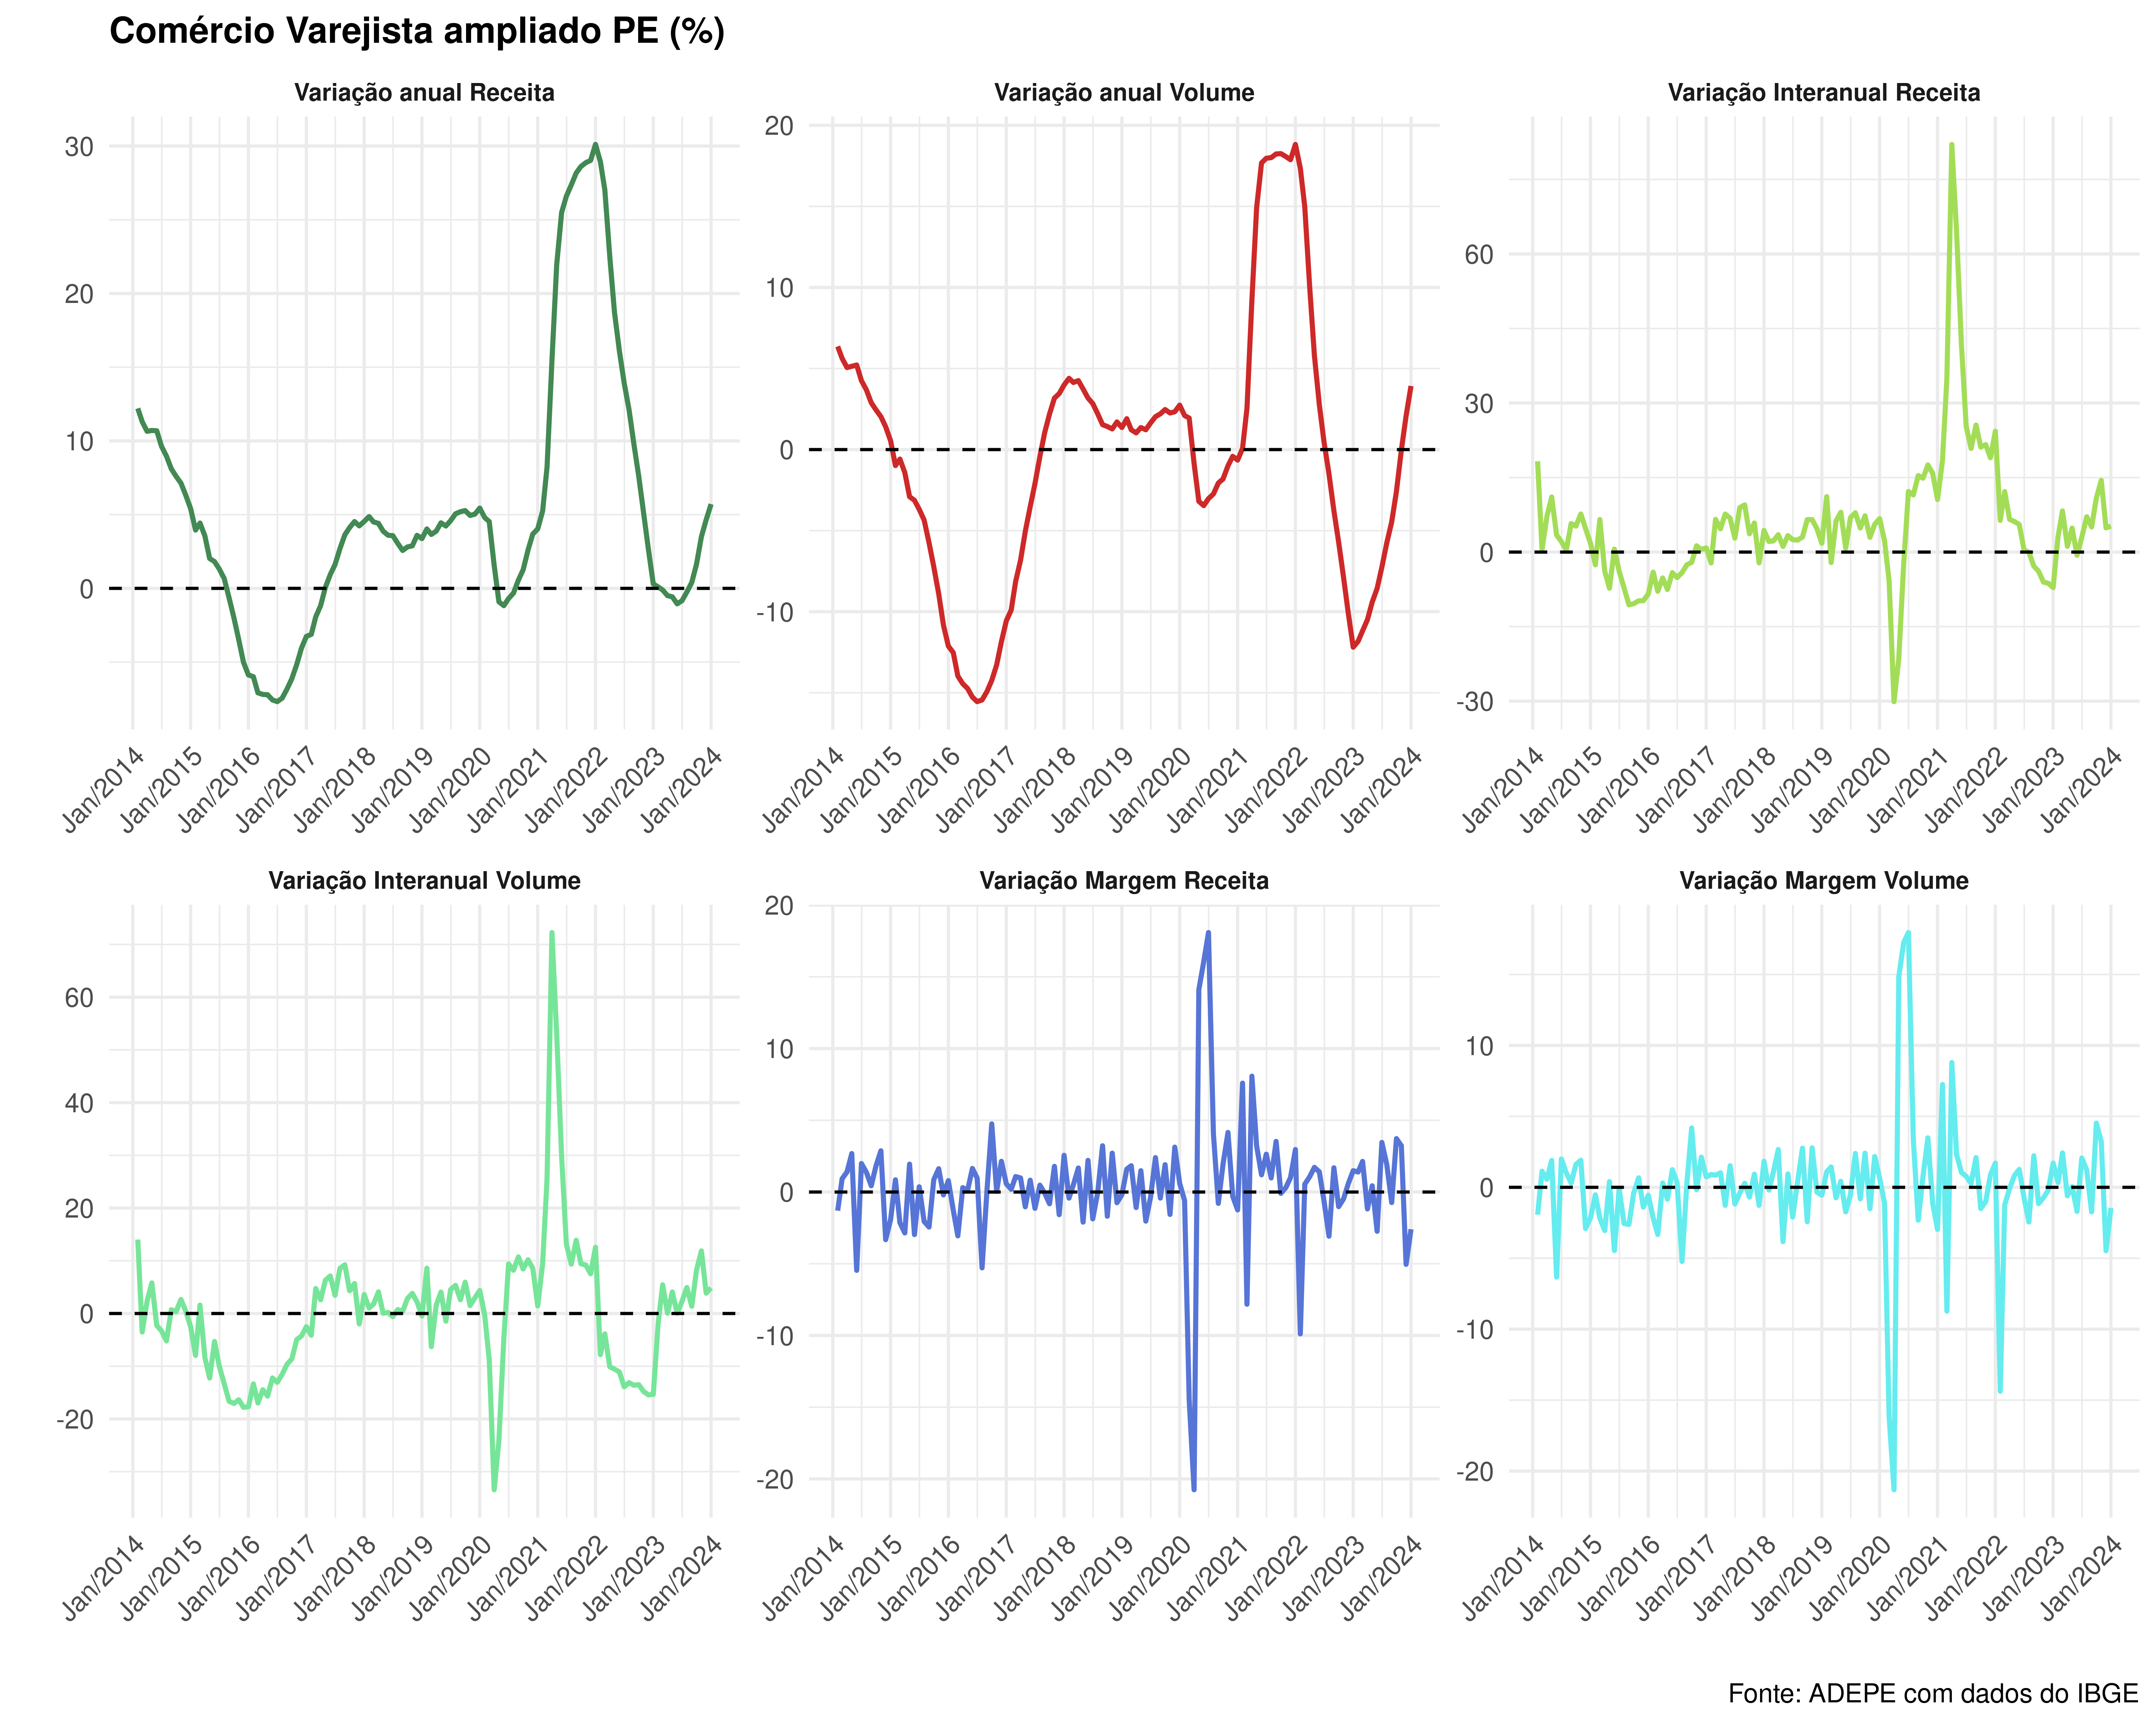 Comércio Varejista ampliado PE (%)
Variação anual Receita
30
20
10
0
Jan/2014 Jan/2015 Jan/2016 Jan/2017 Jan/2018 Jan/2019 Jan/2020 Jan/2021 Jan/2022 Jan/2023 Jan/2024
Variação anual Volume
20
10
0
-10
Jan/2014 Jan/2015 Jan/2016 Jan/2017 Jan/2018 Jan/2019 Jan/2020 Jan/2021 Jan/2022 Jan/2023 Jan/2024
Variação Interanual Receita
60
30
0
-30
Jan/2014 Jan/2015 Jan/2016 Jan/2017 Jan/2018 Jan/2019 Jan/2020 Jan/2021 Jan/2022 Jan/2023 Jan/2024
Variação Interanual Volume
60
40
20
0
-20
Jan/2014 Jan/2015 Jan/2016 Jan/2017 Jan/2018 Jan/2019 Jan/2020 Jan/2021 Jan/2022 Jan/2023 Jan/2024
Variação Margem Receita
20
10
0
-10
-20
Jan/2014 Jan/2015 Jan/2016 Jan/2017 Jan/2018 Jan/2019 Jan/2020 Jan/2021 Jan/2022 Jan/2023 Jan/2024
Variação Margem Volume
10
0
-10
-20
Jan/2014 Jan/2015 Jan/2016 Jan/2017 Jan/2018 Jan/2019 Jan/2020 Jan/2021 Jan/2022 Jan/2023 Jan/2024
Fonte: ADEPE com dados do IBGE